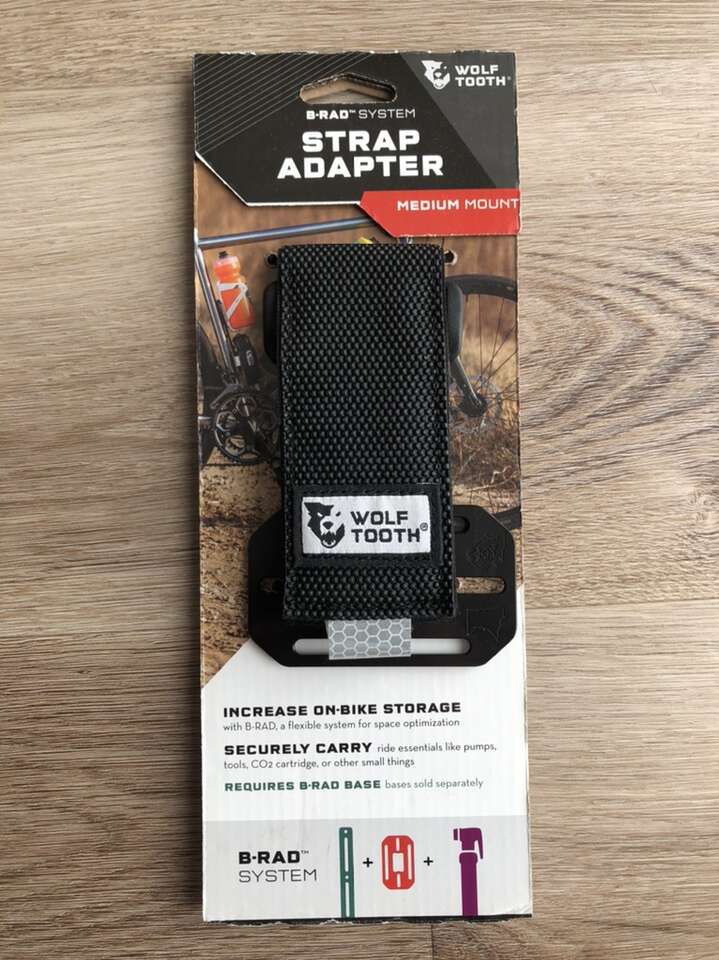 WOLF
TOOTH®
B-RAD™ SYSTEM
STRAP
ADAPTER
MEDIUM MOUNT
WOLF
TOOTH®
INCREASE ON-BIKE STORAGE
with B-RAD, a flexible system for space optimization
SECURELY CARRY ride essentials like pumps,
tools, CO2 cartridge, or other small things
REQUIRES B-RAD BASE bases sold separately
B-RAD™
SYSTEM
+ +